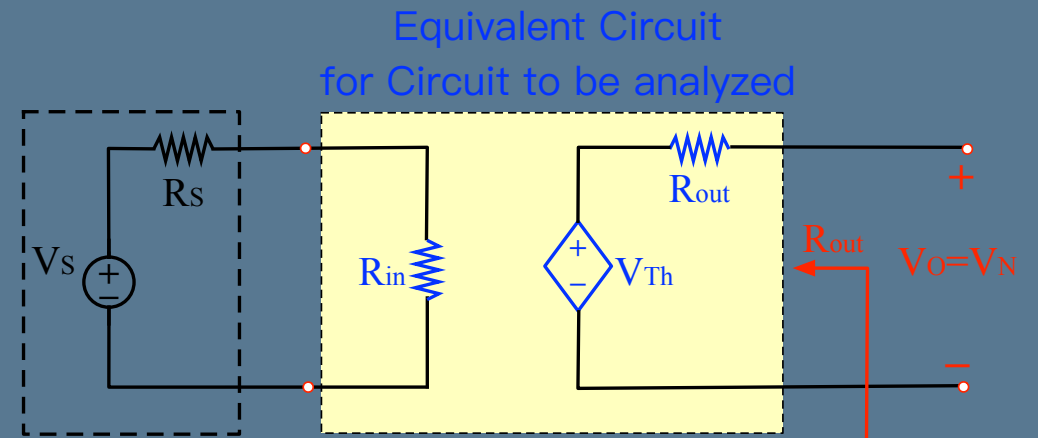 Equivalent Circuit
for Circuit to be analyzed
RS
Rout
VS
+
−
Rin
+
−
VTh
Rout
+
VO=VN
−